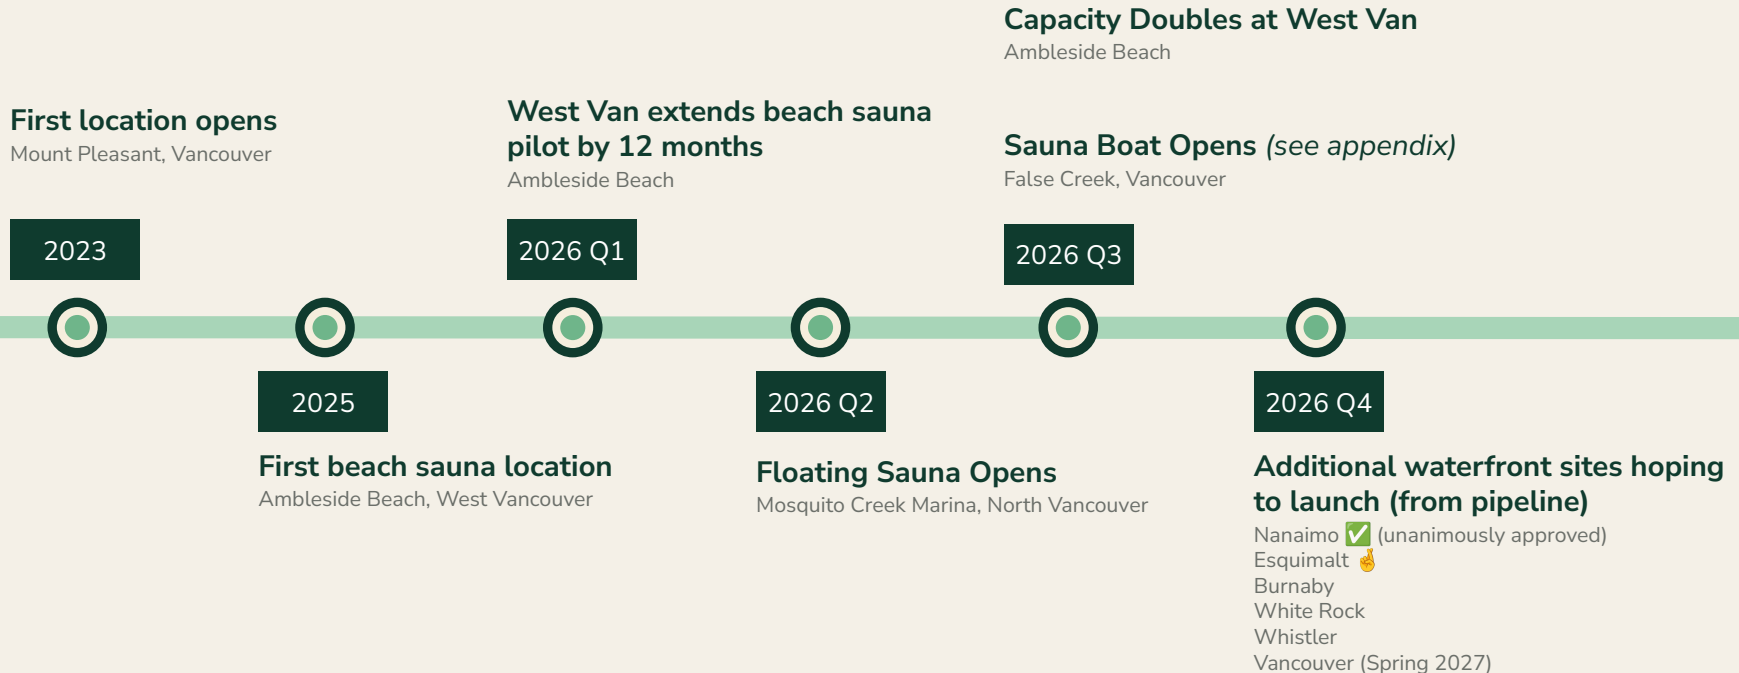 Capacity Doubles at West Van
Ambleside Beach
First location opens
Mount Pleasant, Vancouver
West Van extends beach sauna
pilot by 12 months
Ambleside Beach
Sauna Boat Opens (see appendix)
False Creek, Vancouver
2023
2026 Q1
2026 Q3
2025
2026 Q2
2026 Q4
First beach sauna location
Ambleside Beach, West Vancouver
Floating Sauna Opens
Mosquito Creek Marina, North Vancouver
Additional waterfront sites hoping
to launch (from pipeline)
Nanaimo ✅ (unanimously approved)
Esquimalt 🤞
Burnaby
White Rock
Whistler
Vancouver (Spring 2027)